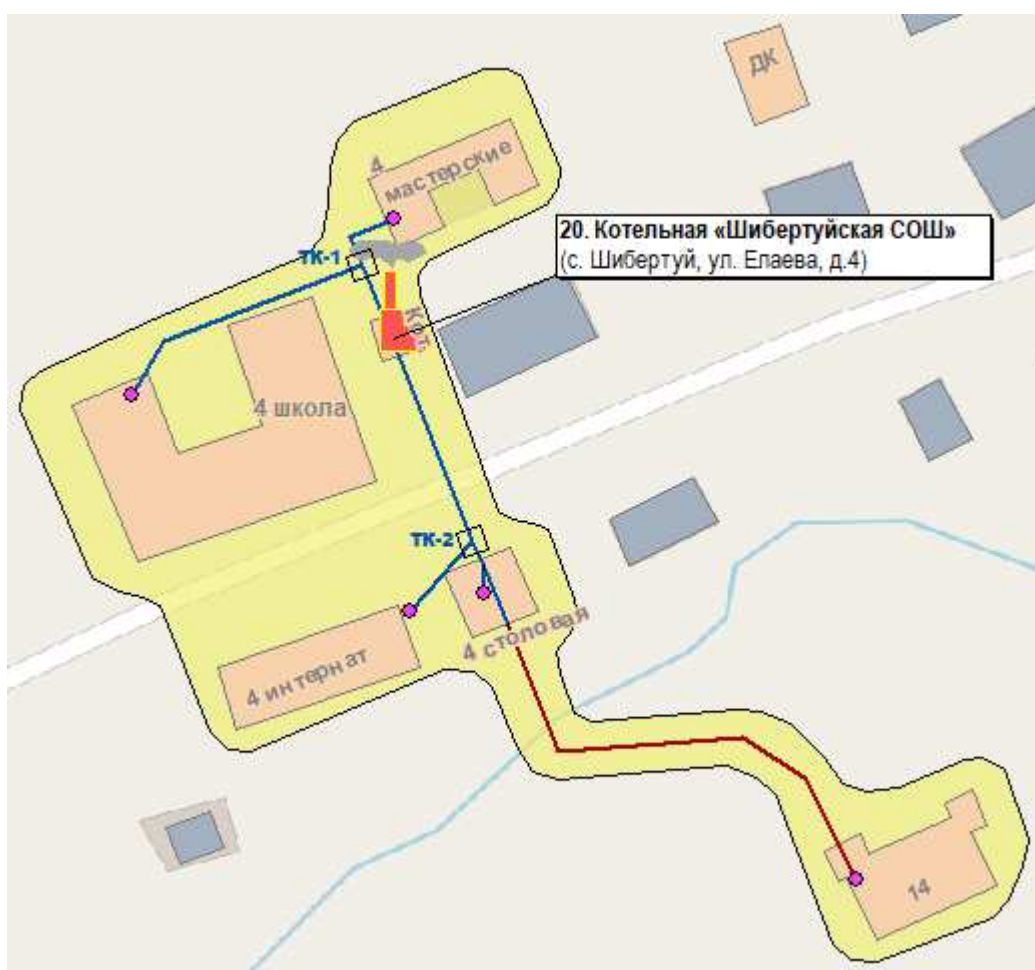 ДК
4
мастерские
20. Котельная «Шибертуйская СОШ»
(с. Шибертуй, ул. Елаева, д.4)
ТК-1
Кот.
4 школа
ТК-2
4 столовая
4 интернат
14